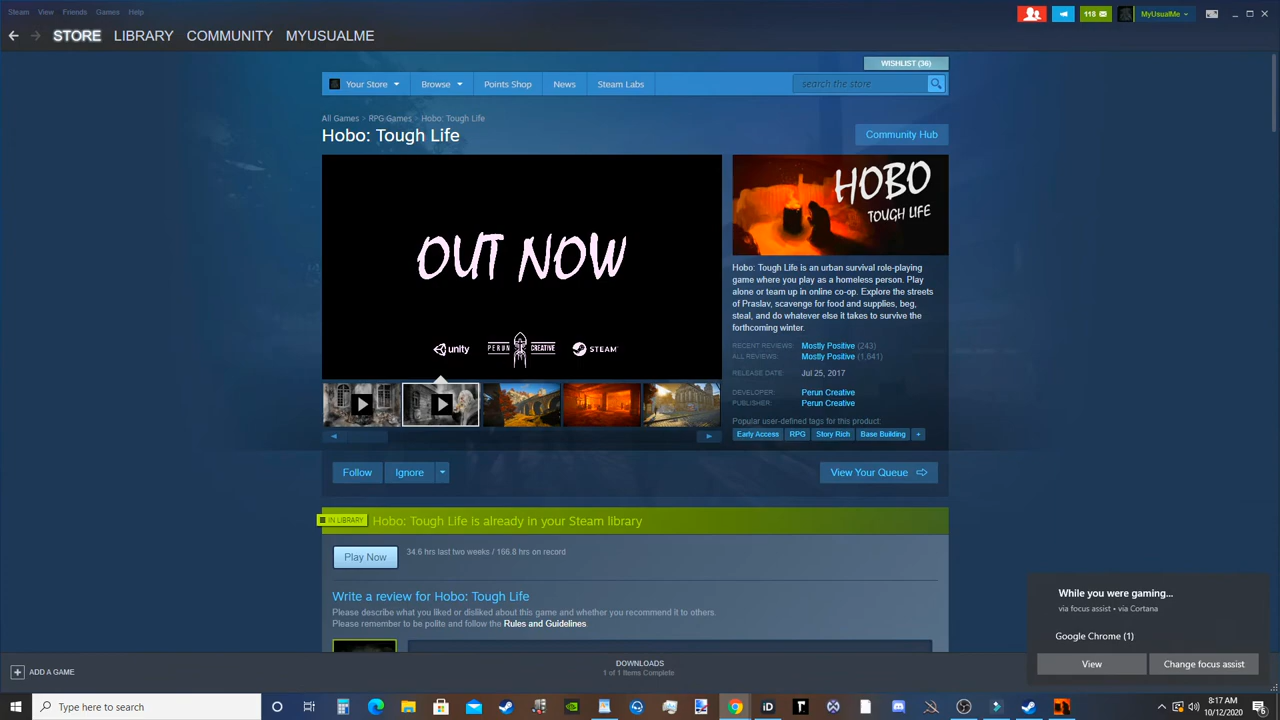 Steam View Friends Games Help
118
MyUsualMe
STORE LIBRARY COMMUNITY MYUSUALME
WISHLIST (36)
Your Store Browse Points Shop News Steam Labs
search the store
All Games > RPG Games > Hobo: Tough Life
Hobo: Tough Life
Community Hub
OUT NOW
unity PERUN CREATIVE STEAM
HOBO
TOUGH LIFE
Hobo: Tough Life is an urban survival role-playing
game where you play as a homeless person. Play
alone or team up in online co-op. Explore the streets
of Praslav, scavenge for food and supplies, beg,
steal, and do whatever else it takes to survive the
forthcoming winter.
RECENT REVIEWS: Mostly Positive (243)
ALL REVIEWS: Mostly Positive (1,641)
RELEASE DATE: Jul 25, 2017
DEVELOPER: Perun Creative
PUBLISHER: Perun Creative
Popular user-defined tags for this product:
Early Access RPG Story Rich Base Building +
Follow Ignore
View Your Queue
IN LIBRARY Hobo: Tough Life is already in your Steam library
Play Now
34.6 hrs last two weeks / 166.8 hrs on record
Write a review for Hobo: Tough Life
Please describe what you liked or disliked about this game and whether you recommend it to others.
Please remember to be polite and follow the Rules and Guidelines.
While you were gaming...
via focus assist • via Cortana
Google Chrome (1)
View Change focus assist
ADD A GAME
DOWNLOADS
1 of 1 Items Complete
Type here to search
8:17 AM
10/12/2020
6